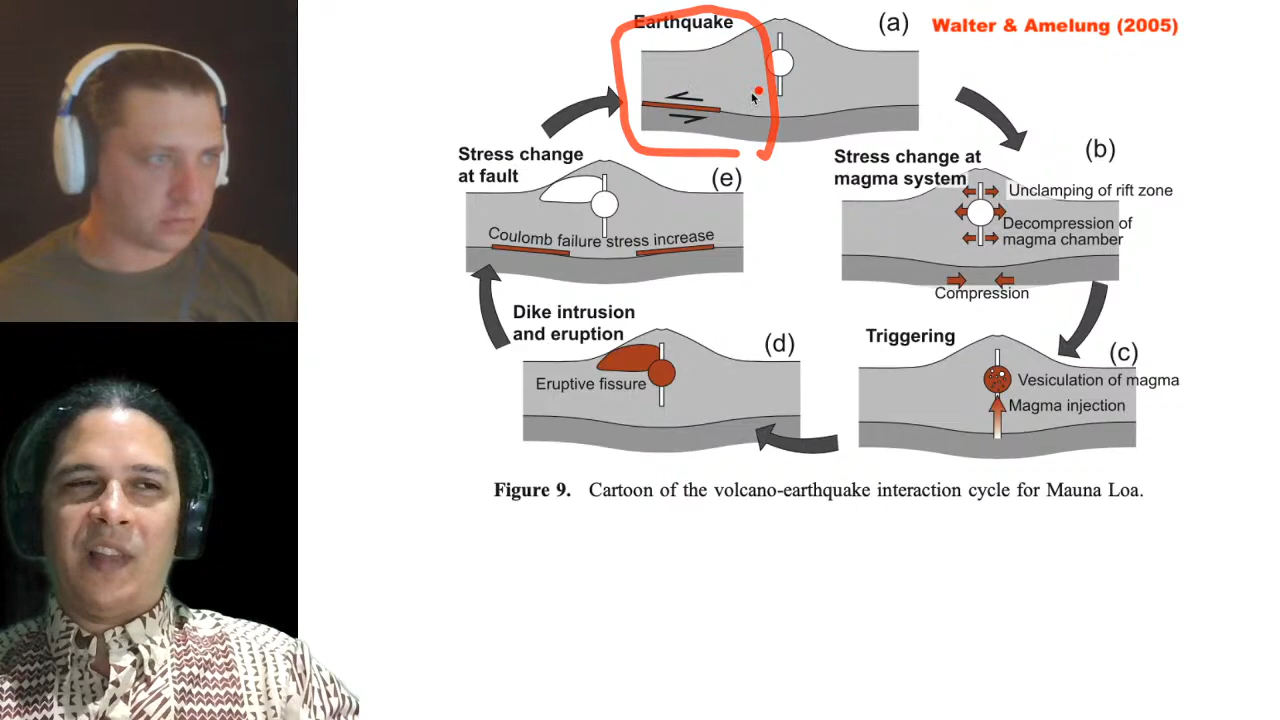 Earthquake
(a)
Walter & Amelung (2005)
Stress change at
magma system
(b)
Unclamping of rift zone
Decompression of
magma chamber
Compression
Triggering
(c)
Vesiculation of magma
Magma injection
Dike intrusion
and eruption
(d)
Eruptive fissure
Stress change
at fault
(e)
Coulomb failure stress increase
Figure 9. Cartoon of the volcano-earthquake interaction cycle for Mauna Loa.